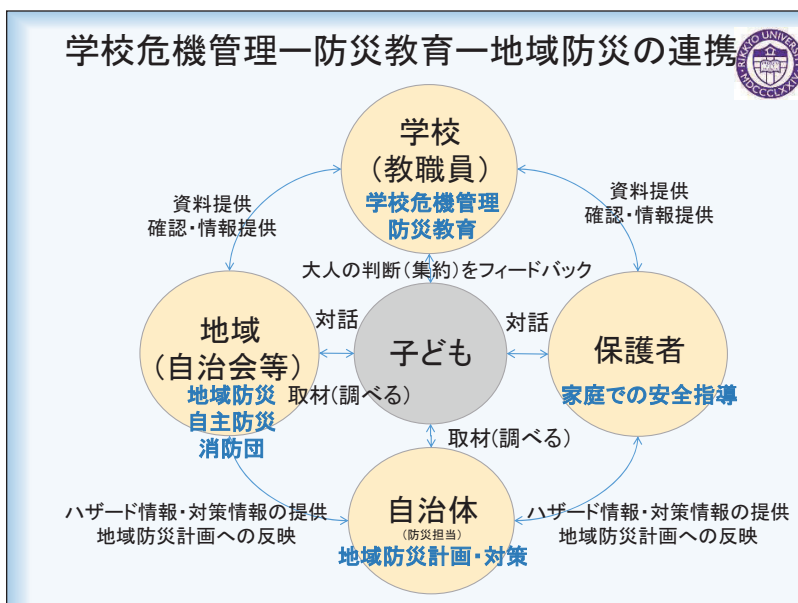 学校危機管理ー防災教育ー地域防災の連携
RIKKYO UNIVERSITY
MDCCCLXXIV
学校
(教職員)
学校危機管理
防災教育
資料提供
確認・情報提供
資料提供
確認・情報提供
大人の判断(集約)をフィードバック
地域
(自治会等)
地域防災
自主防災
消防団
対話
取材(調べる)
子ども
対話
保護者
家庭での安全指導
取材(調べる)
ハザード情報・対策情報の提供
地域防災計画への反映
自治体
(防災担当)
地域防災計画・対策
ハザード情報・対策情報の提供
地域防災計画への反映